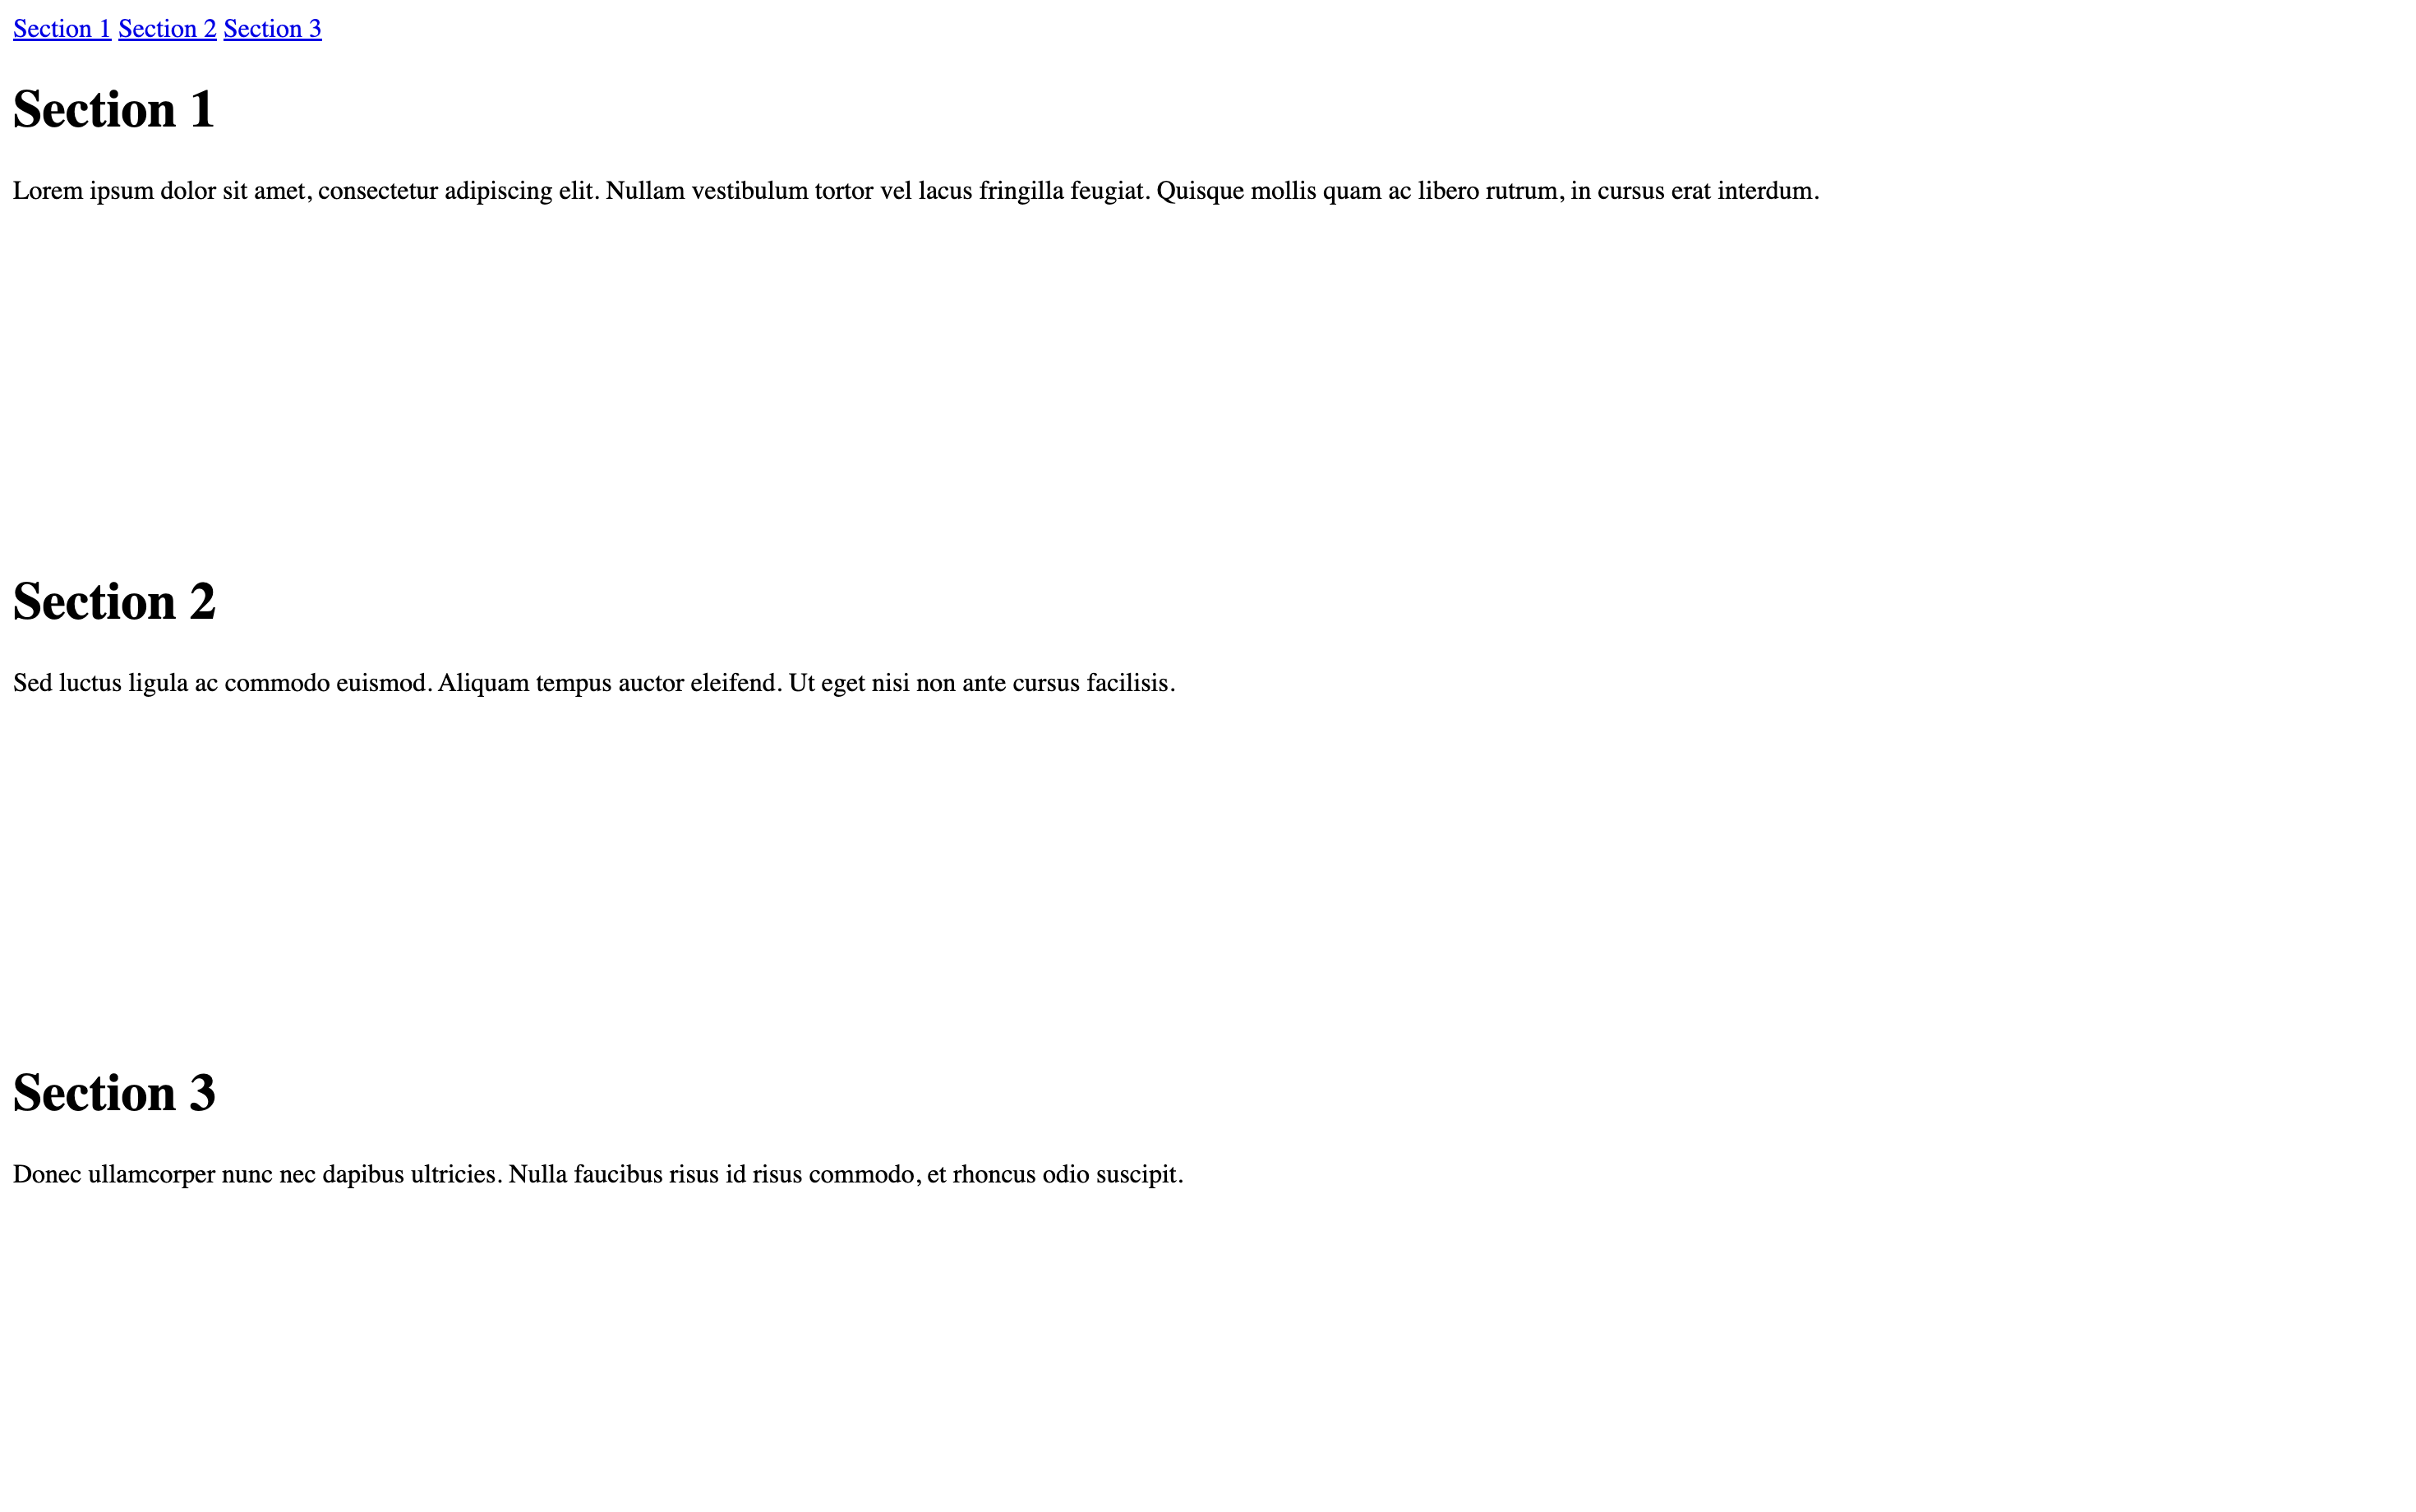 Section 1 Section 2 Section 3
Section 1
Lorem ipsum dolor sit amet, consectetur adipiscing elit. Nullam vestibulum tortor vel lacus fringilla feugiat. Quisque mollis quam ac libero rutrum, in cursus erat interdum.
Section 2
Sed luctus ligula ac commodo euismod. Aliquam tempus auctor eleifend. Ut eget nisi non ante cursus facilisis.
Section 3
Donec ullamcorper nunc nec dapibus ultricies. Nulla faucibus risus id risus commodo, et rhoncus odio suscipit.